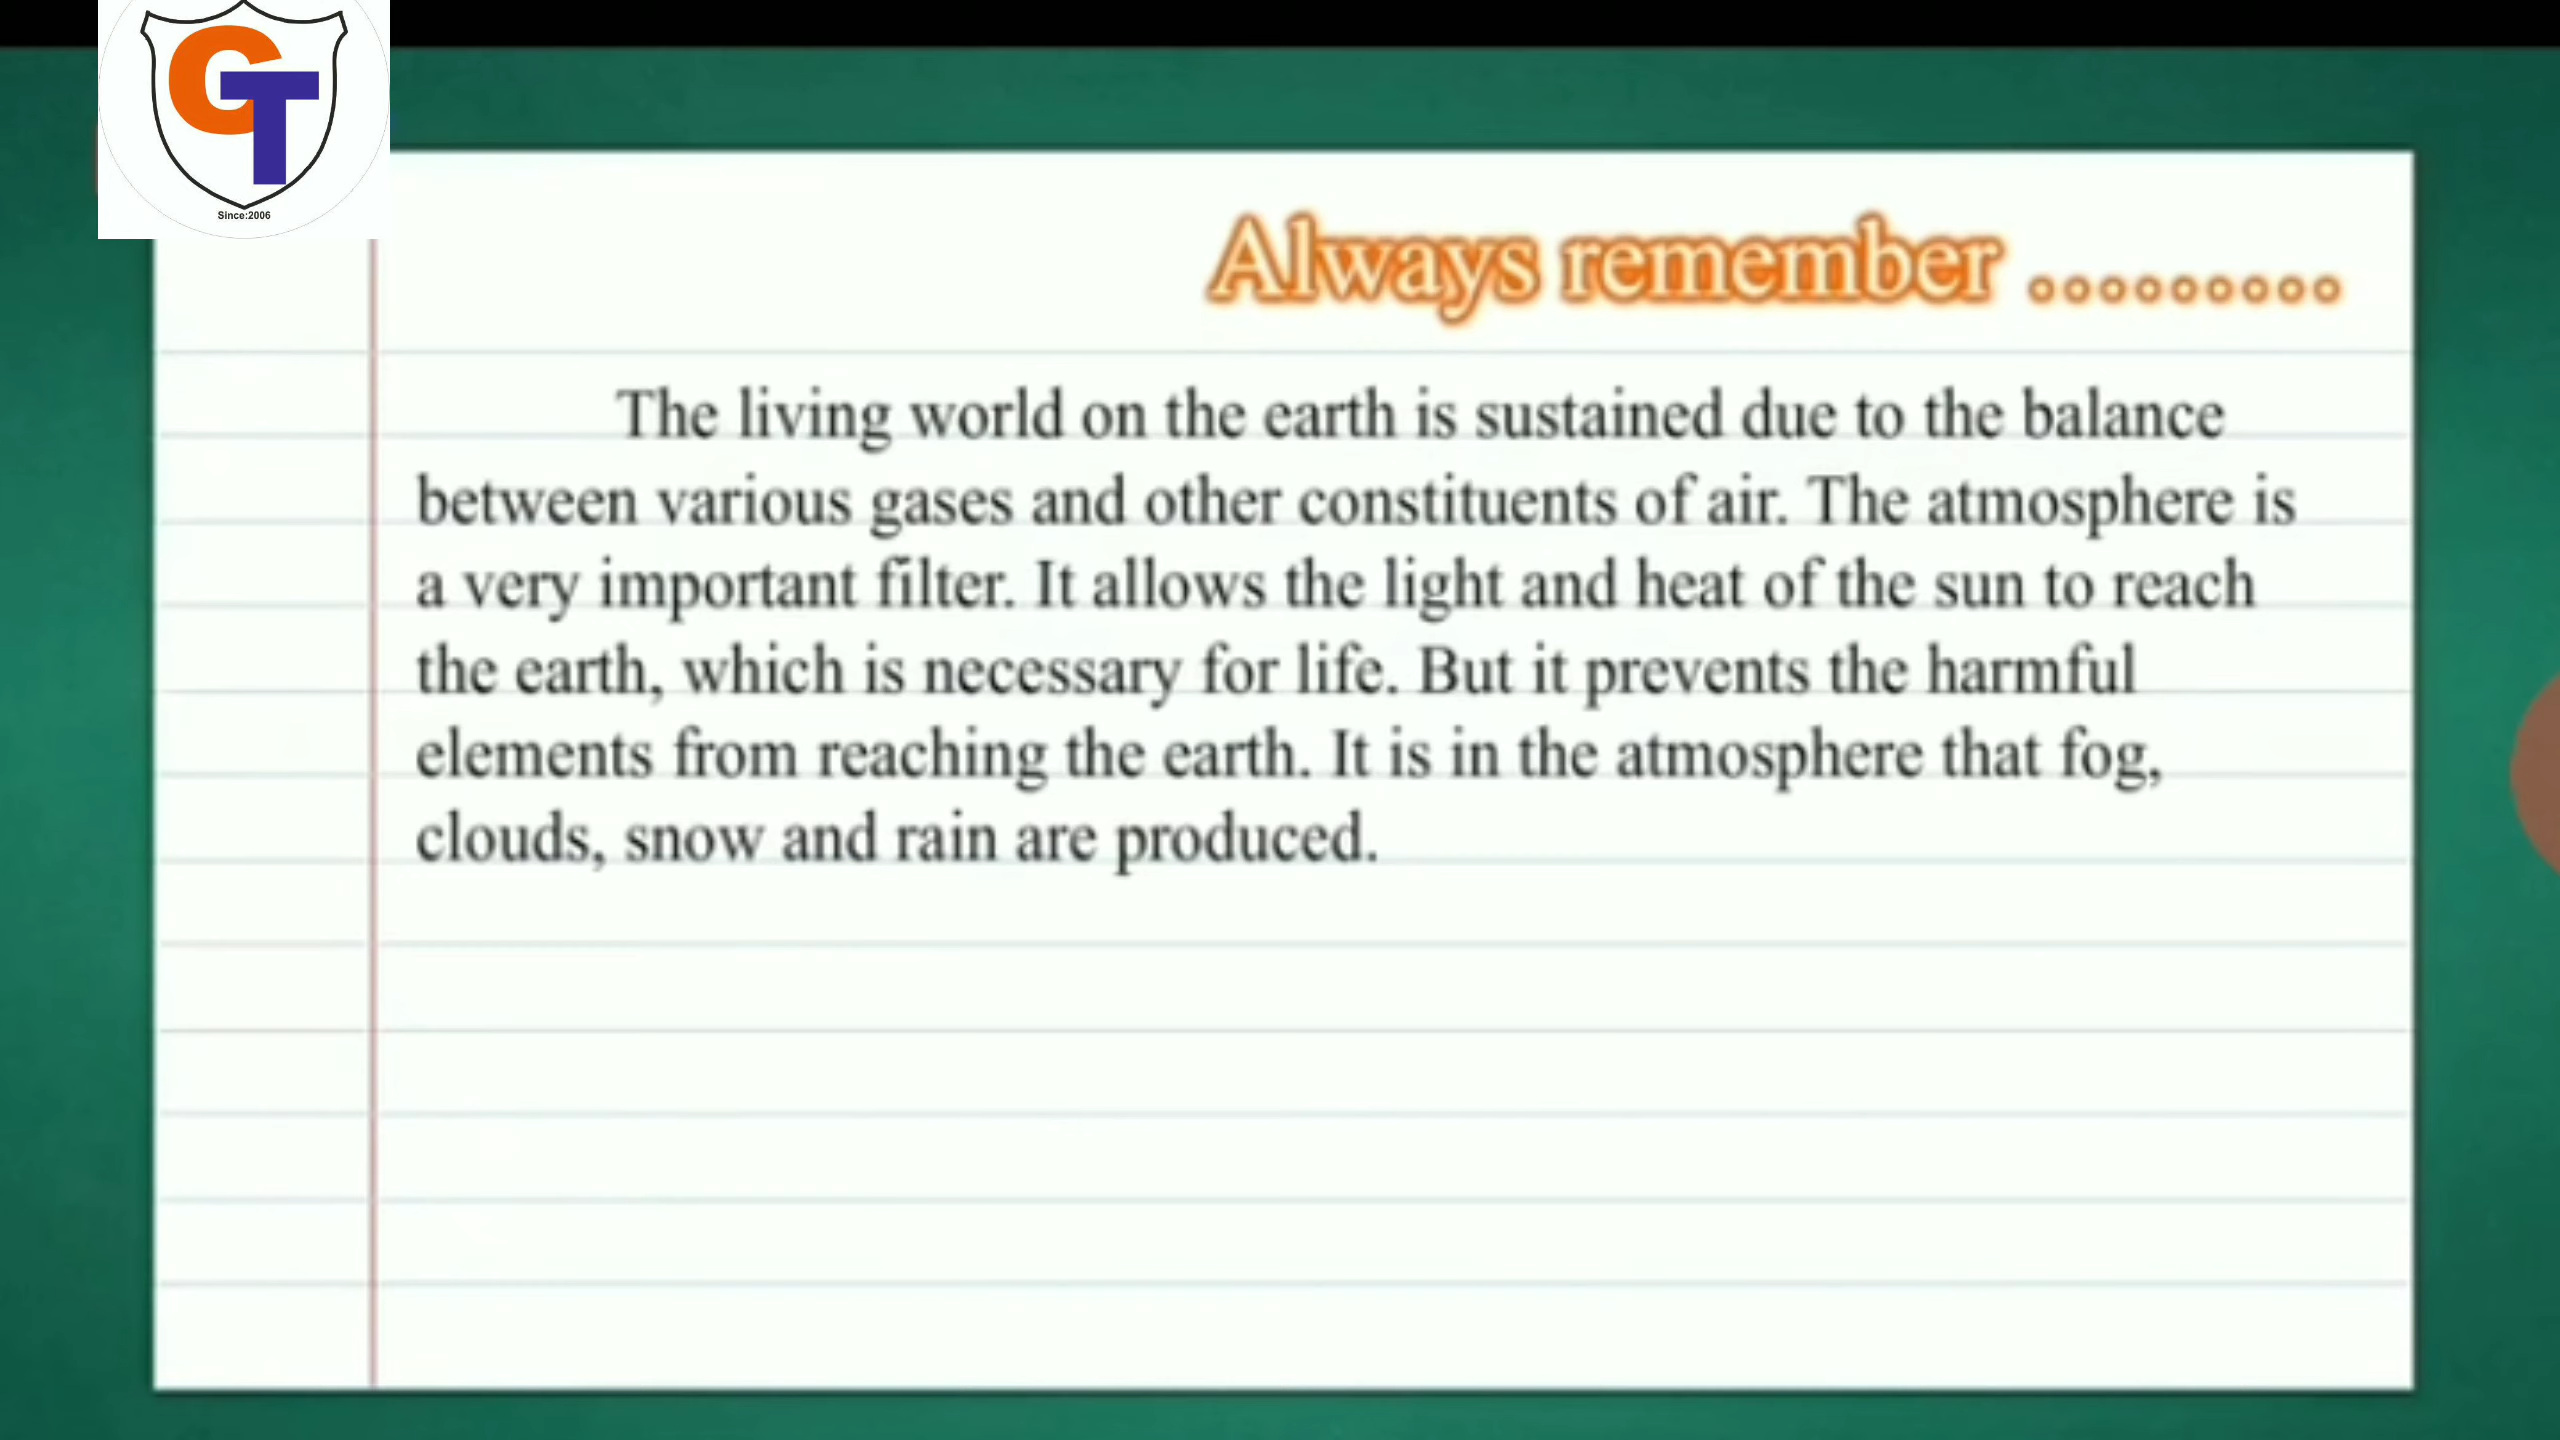 GT
Since:2006
Always remember .........
The living world on the earth is sustained due to the balance
between various gases and other constituents of air. The atmosphere is
a very important filter. It allows the light and heat of the sun to reach
the earth, which is necessary for life. But it prevents the harmful
elements from reaching the earth. It is in the atmosphere that fog,
clouds, snow and rain are produced.